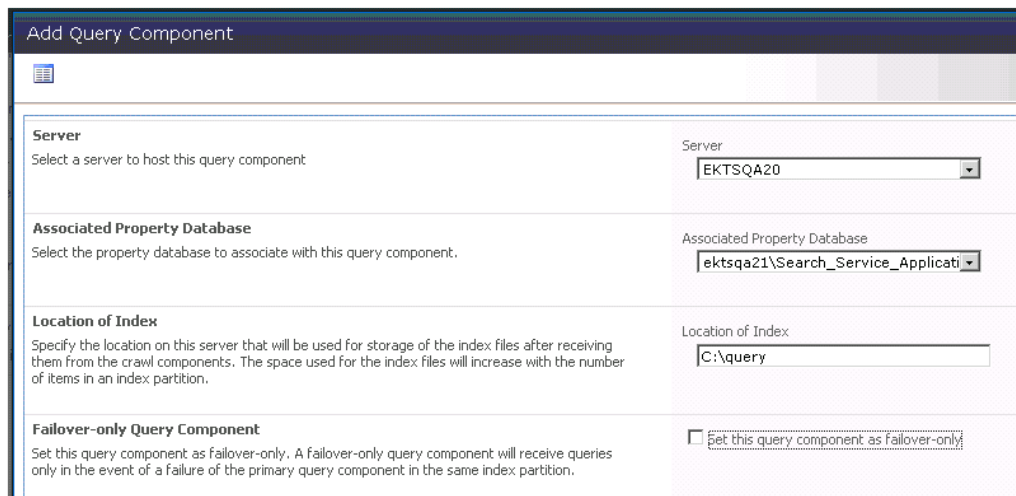 Add Query Component
Server
Select a server to host this query component
Server
EKTSQA20
Associated Property Database
Select the property database to associate with this query component.
Associated Property Database
ektsqa21\Search_Service_Applicati
Location of Index
Specify the location on this server that will be used for storage of the index files after receiving
them from the crawl components. The space used for the index files will increase with the number
of items in an index partition.
Location of Index
C:\query
Failover-only Query Component
Set this query component as failover-only. A failover-only query component will receive queries
only in the event of a failure of the primary query component in the same index partition.
Set this query component as failover-only